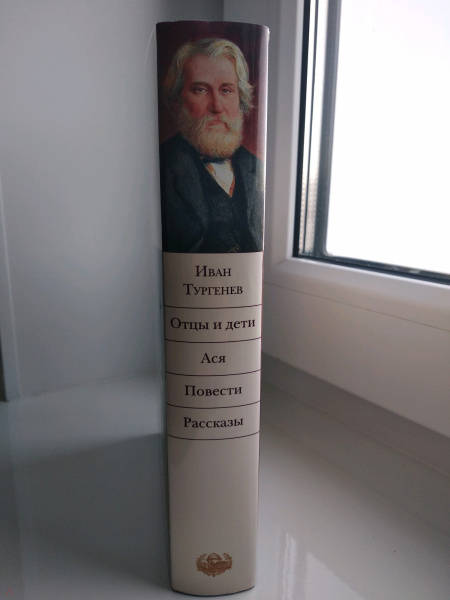 Иван
Тургенев
Отцы и дети
Ася
Повести
Рассказы